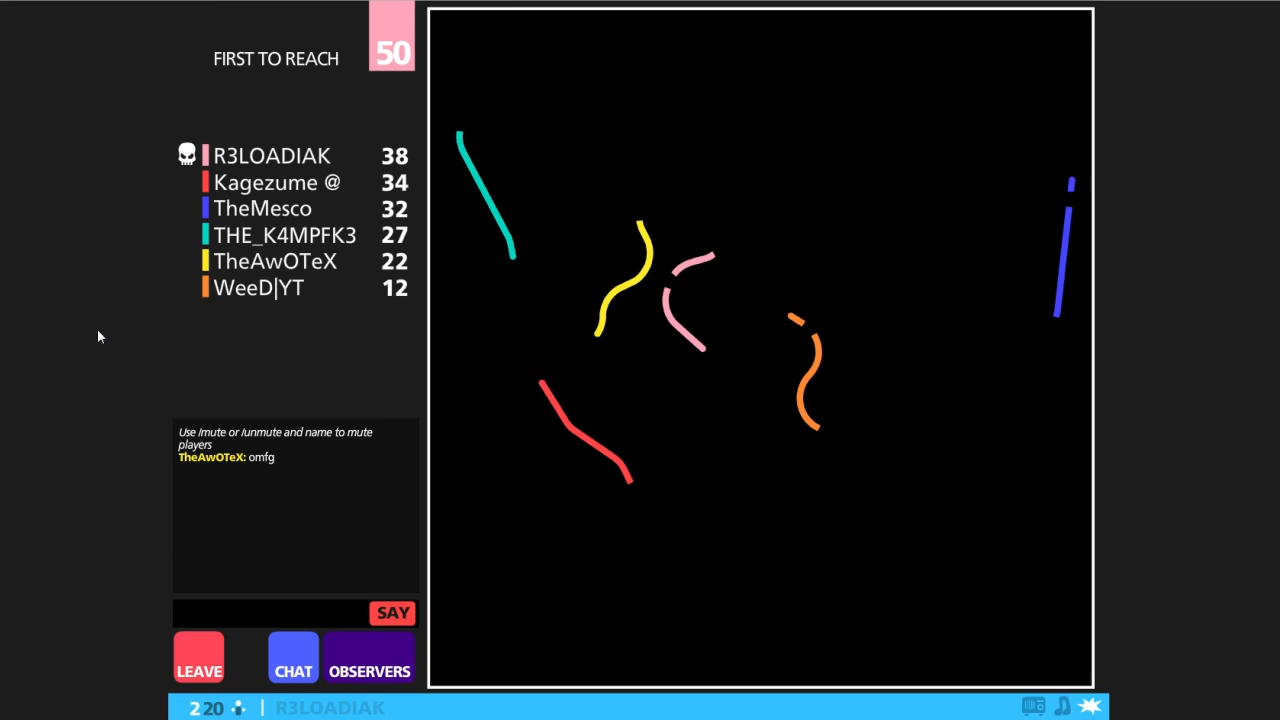 FIRST TO REACH
50
R3LOADIAK 38
Kagezume @ 34
TheMesco 32
THE_K4MPFK3 27
TheAwOTeX 22
WeeD|YT 12
Use /mute or /unmute and name to mute
players
TheAwOTeX: omfg
SAY
LEAVE
CHAT
OBSERVERS
2 20 | R3LOADIAK